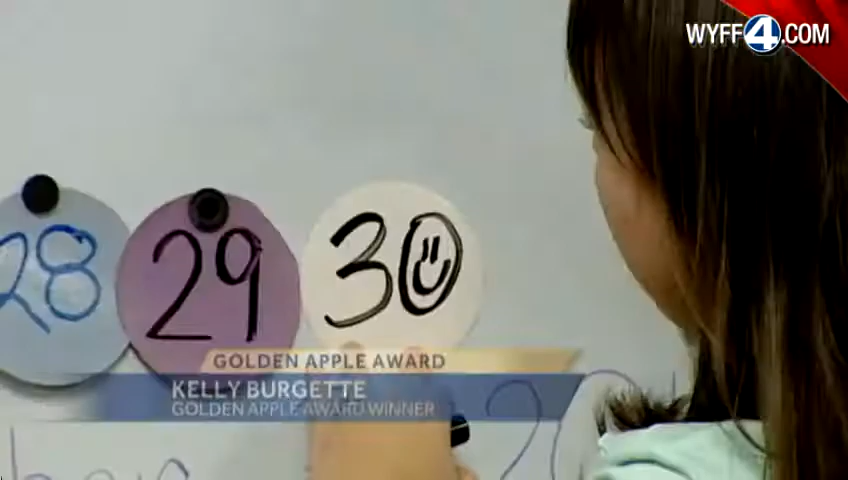 WYFF4.COM
28 29 30
GOLDEN APPLE AWARD
KELLY BURGETTE
GOLDEN APPLE AWARD WINNER